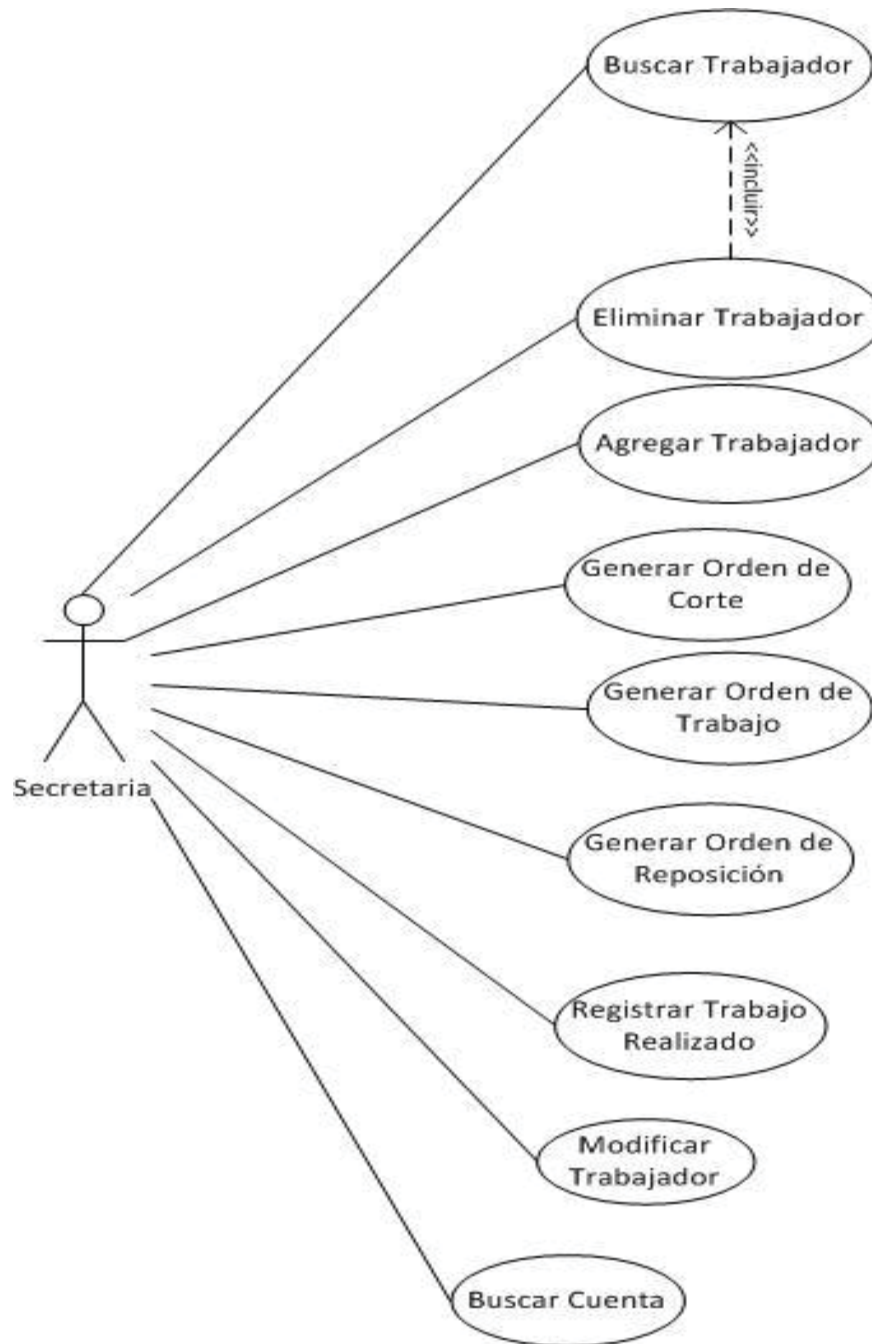 Buscar Trabajador
<<incluir>>
Eliminar Trabajador
Agregar Trabajador
Generar Orden de
Corte
Generar Orden de
Trabajo
Secretaria
Generar Orden de
Reposición
Registrar Trabajo
Realizado
Modificar
Trabajador
Buscar Cuenta